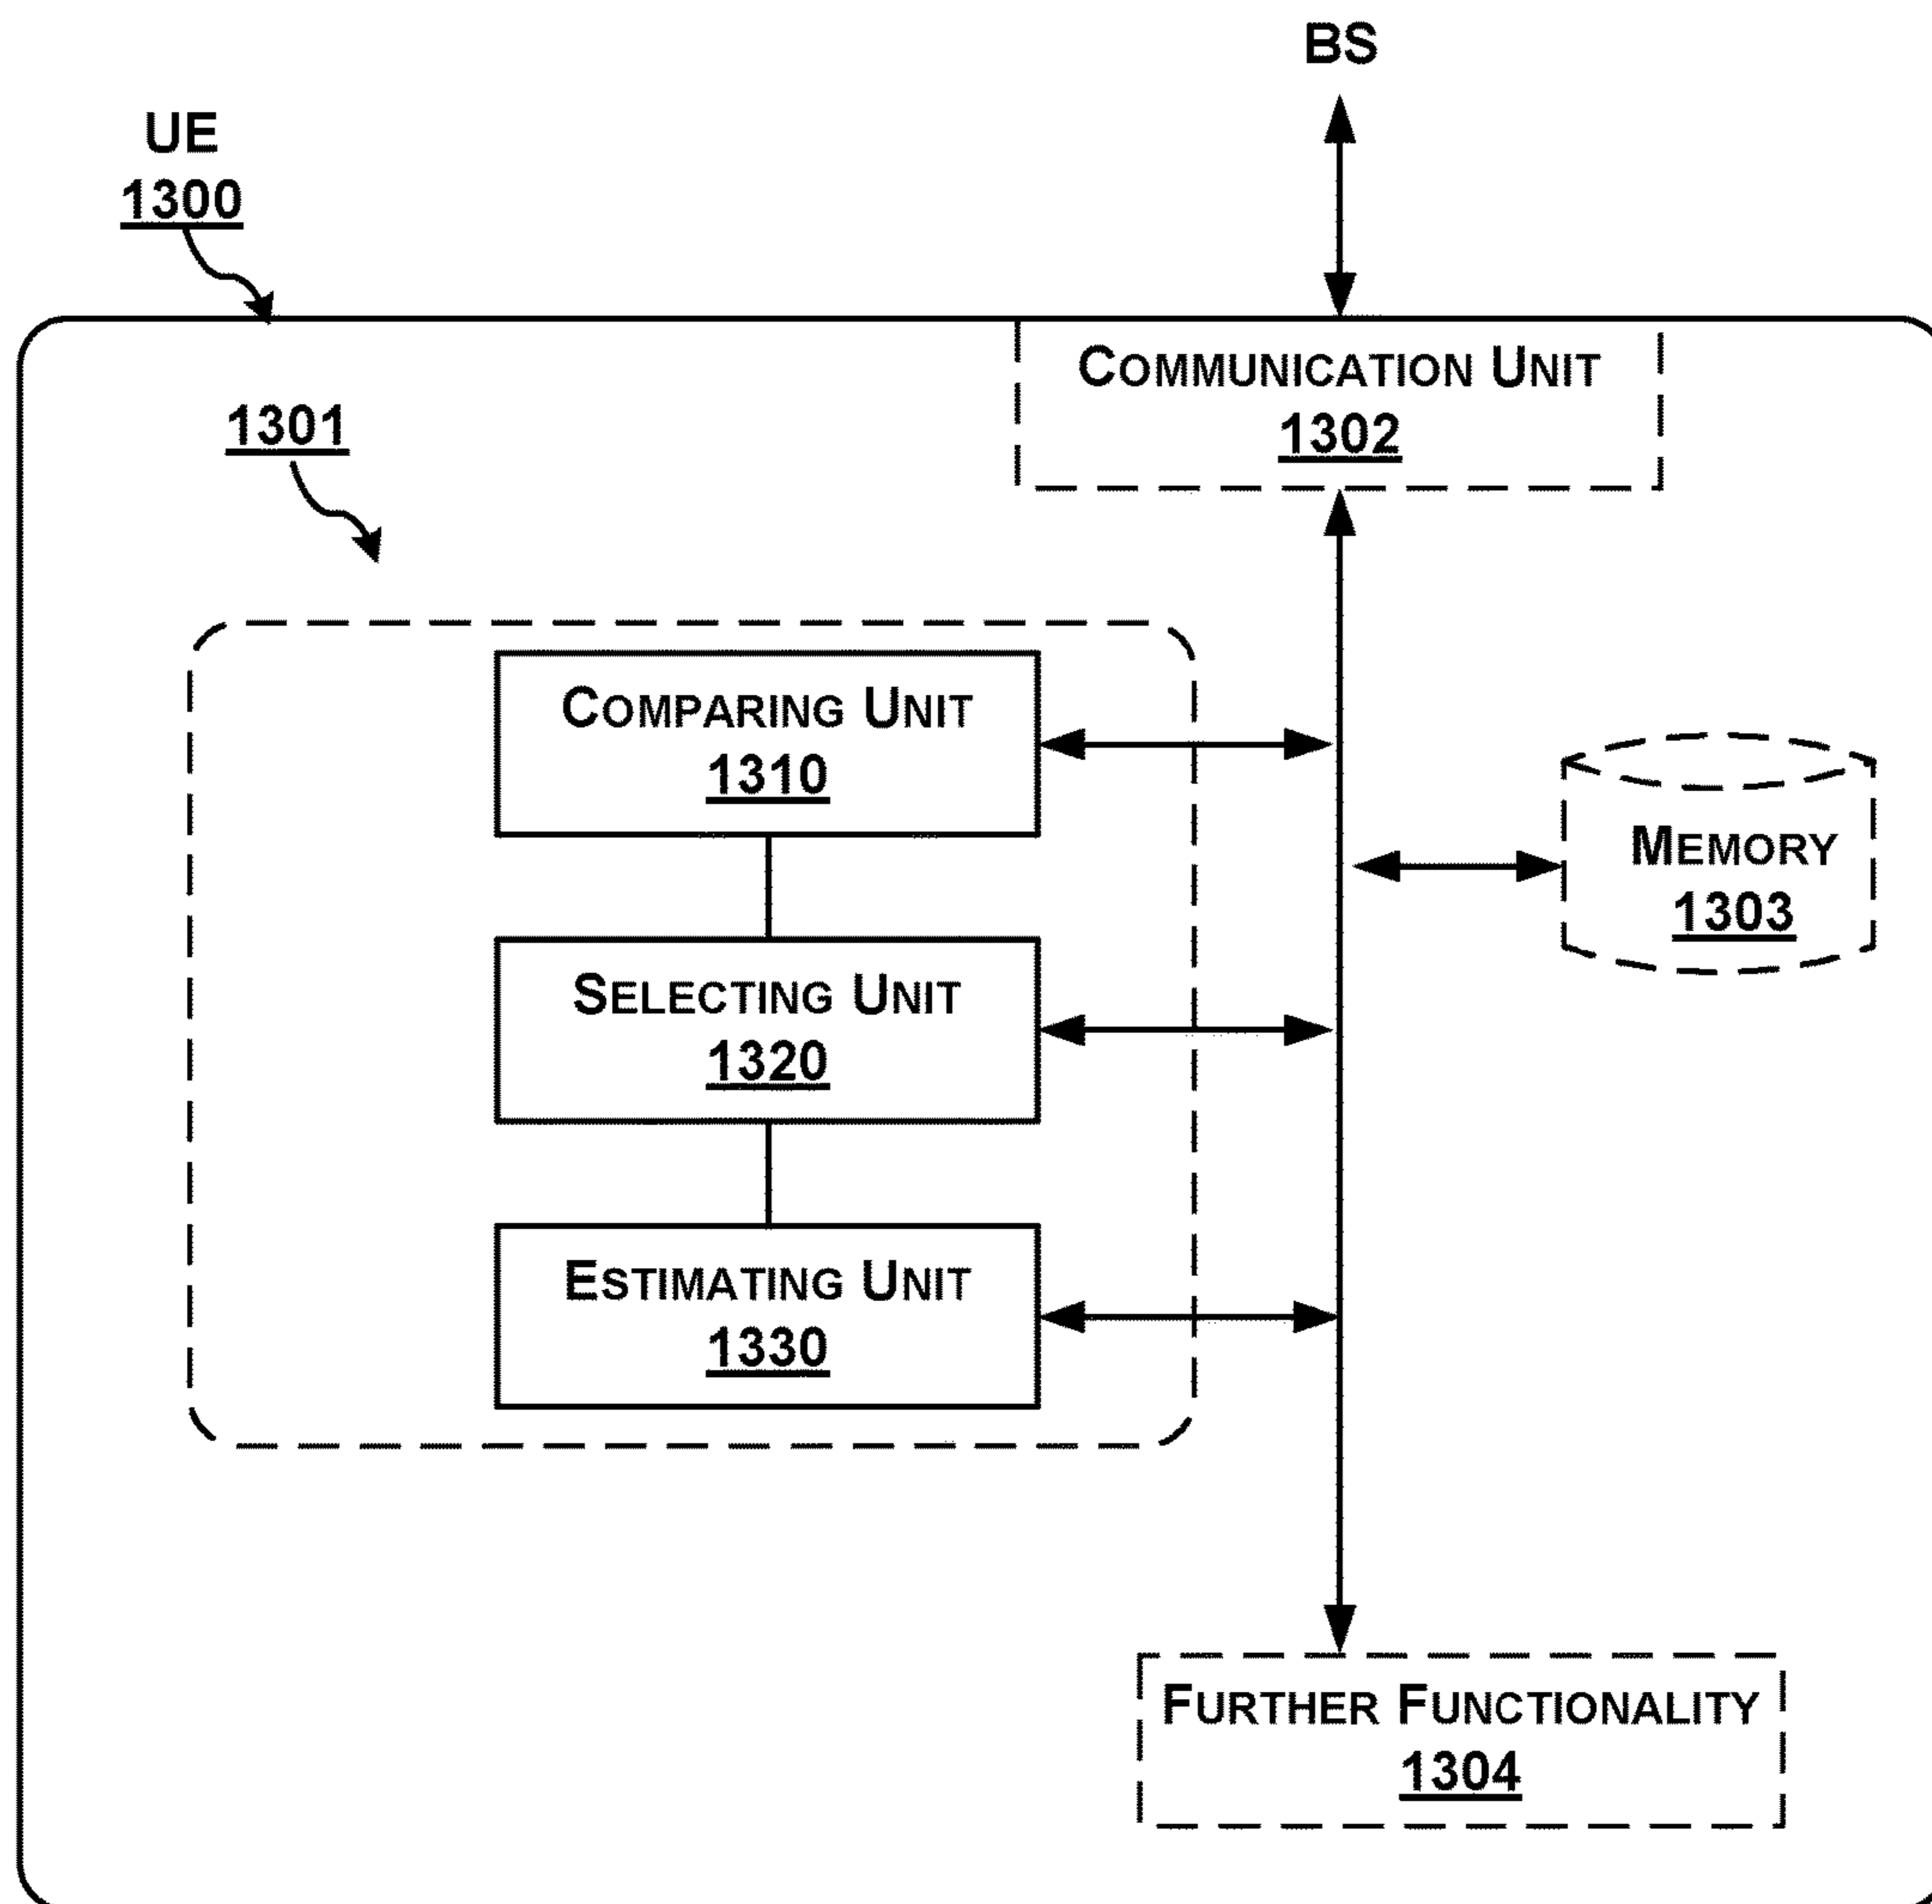 BS
UE
1300
COMMUNICATION UNIT
1302
1301
COMPARING UNIT
1310
MEMORY
1303
SELECTING UNIT
1320
ESTIMATING UNIT
1330
FURTHER FUNCTIONALITY
1304